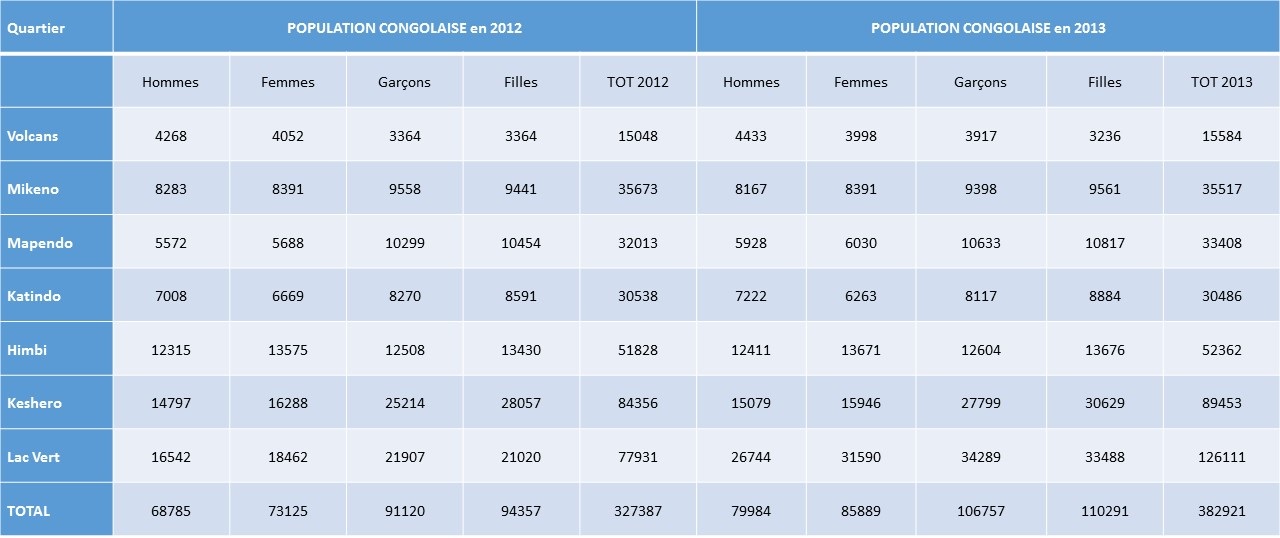 Quartier POPULATION CONGOLAISE en 2012 POPULATION CONGOLAISE en 2013
Hommes Femmes Garçons Filles TOT 2012 Hommes Femmes Garçons Filles TOT 2013
Volcans 4268 4052 3364 3364 15048 4433 3998 3917 3236 15584
Mikeno 8283 8391 9558 9441 35673 8167 8391 9398 9561 35517
Mapendo 5572 5688 10299 10454 32013 5928 6030 10633 10817 33408
Katindo 7008 6669 8270 8591 30538 7222 6263 8117 8884 30486
Himbi 12315 13575 12508 13430 51828 12411 13671 12604 13676 52362
Keshero 14797 16288 25214 28057 84356 15079 15946 27799 30629 89453
Lac Vert 16542 18462 21907 21020 77931 26744 31590 34289 33488 126111
TOTAL 68785 73125 91120 94357 327387 79984 85889 106757 110291 382921